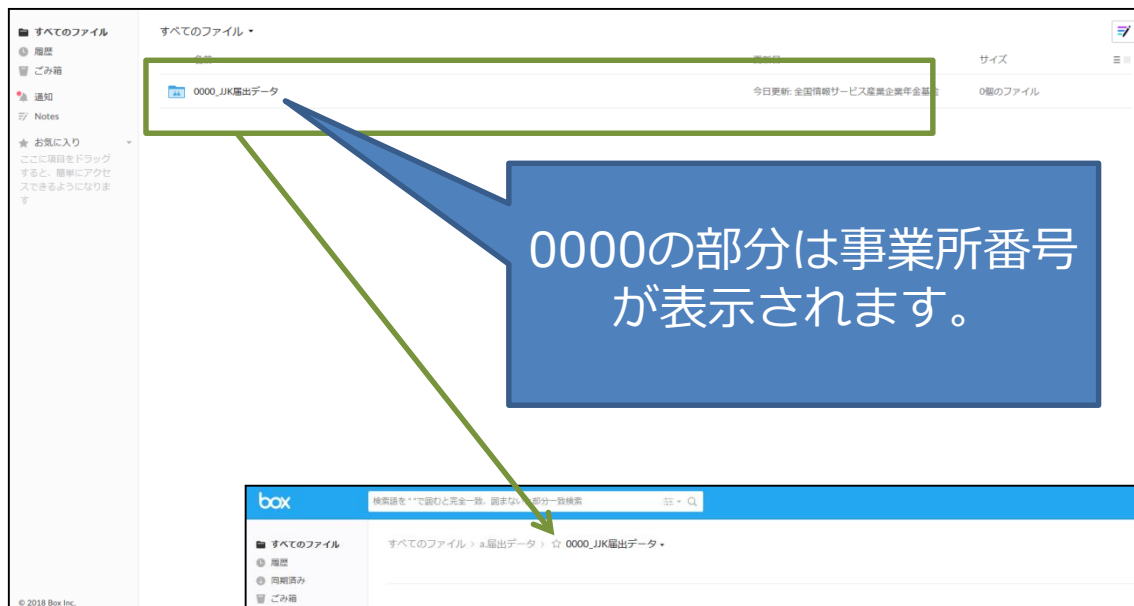 すべてのファイル
履歴
ごみ箱
通知
Notes
お気に入り
ここに項目をドラッグ
すると、簡単にアクセ
スできるようになりま
す
すべてのファイル
サイズ
0000_JJK届出データ
今日更新: 全国情報サービス産業企業年金基金
0個のファイル
0000の部分は事業所番号
が表示されます。
© 2018 Box Inc.
box
すべてのファイル
履歴
同期済み
ごみ箱
すべてのファイル > a.届出データ > ☆ 0000_JJK届出データ